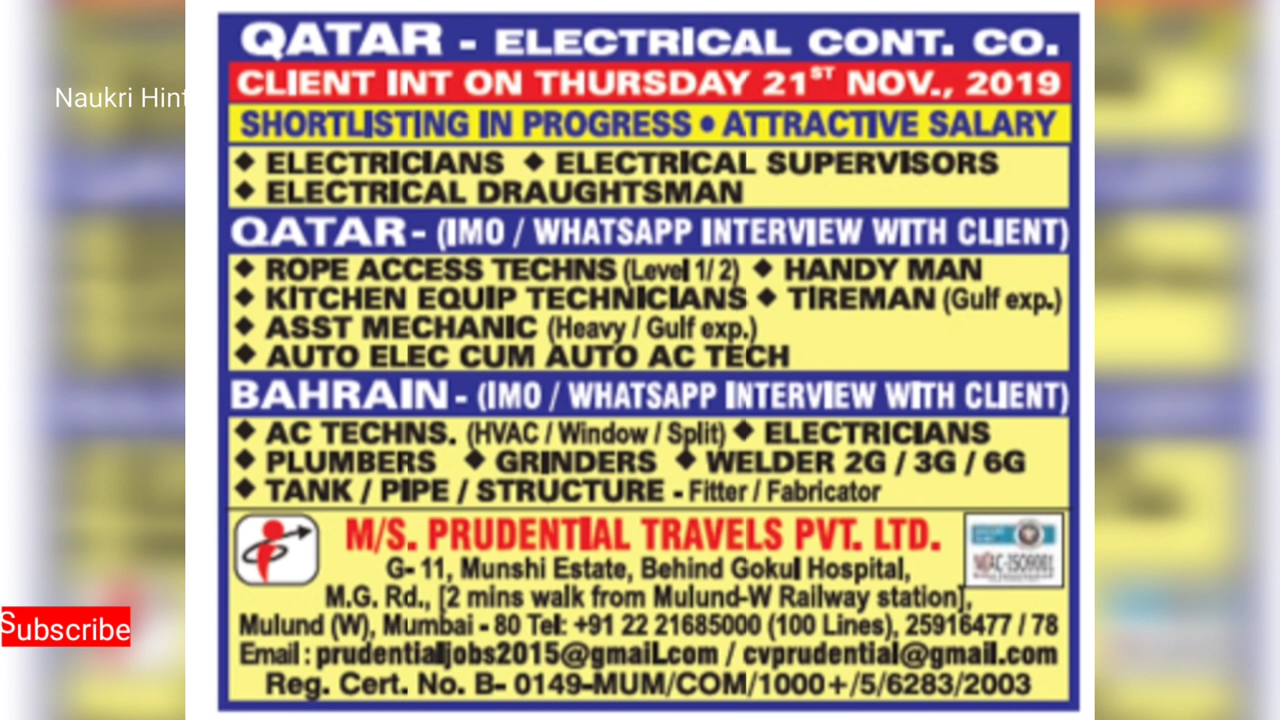 Naukri Hint
QATAR - ELECTRICAL CONT. CO.
CLIENT INT ON THURSDAY 21ST NOV., 2019
SHORTLISTING IN PROGRESS • ATTRACTIVE SALARY
◆ ELECTRICIANS ◆ ELECTRICAL SUPERVISORS
◆ ELECTRICAL DRAUGHTSMAN
QATAR - (IMO / WHATSAPP INTERVIEW WITH CLIENT)
◆ ROPE ACCESS TECHNS (Level 1/ 2) ◆ HANDY MAN
◆ KITCHEN EQUIP TECHNICIANS ◆ TIREMAN (Gulf exp.)
◆ ASST MECHANIC (Heavy / Gulf exp.)
◆ AUTO ELEC CUM AUTO AC TECH
BAHRAIN - (IMO / WHATSAPP INTERVIEW WITH CLIENT)
◆ AC TECHNS. (HVAC / Window / Split) ◆ ELECTRICIANS
◆ PLUMBERS ◆ GRINDERS ◆ WELDER 2G / 3G / 6G
◆ TANK / PIPE / STRUCTURE - Fitter / Fabricator
M/S. PRUDENTIAL TRAVELS PVT. LTD.
G- 11, Munshi Estate, Behind Gokul Hospital,
M.G. Rd., [2 mins walk from Mulund-W Railway station],
Mulund (W), Mumbai - 80 Tel: +91 22 21685000 (100 Lines), 25916477 / 78
Email : prudentialjobs2015@gmail.com / cvprudential@gmail.com
Reg. Cert. No. B- 0149-MUM/COM/1000+/5/6283/2003
Subscribe